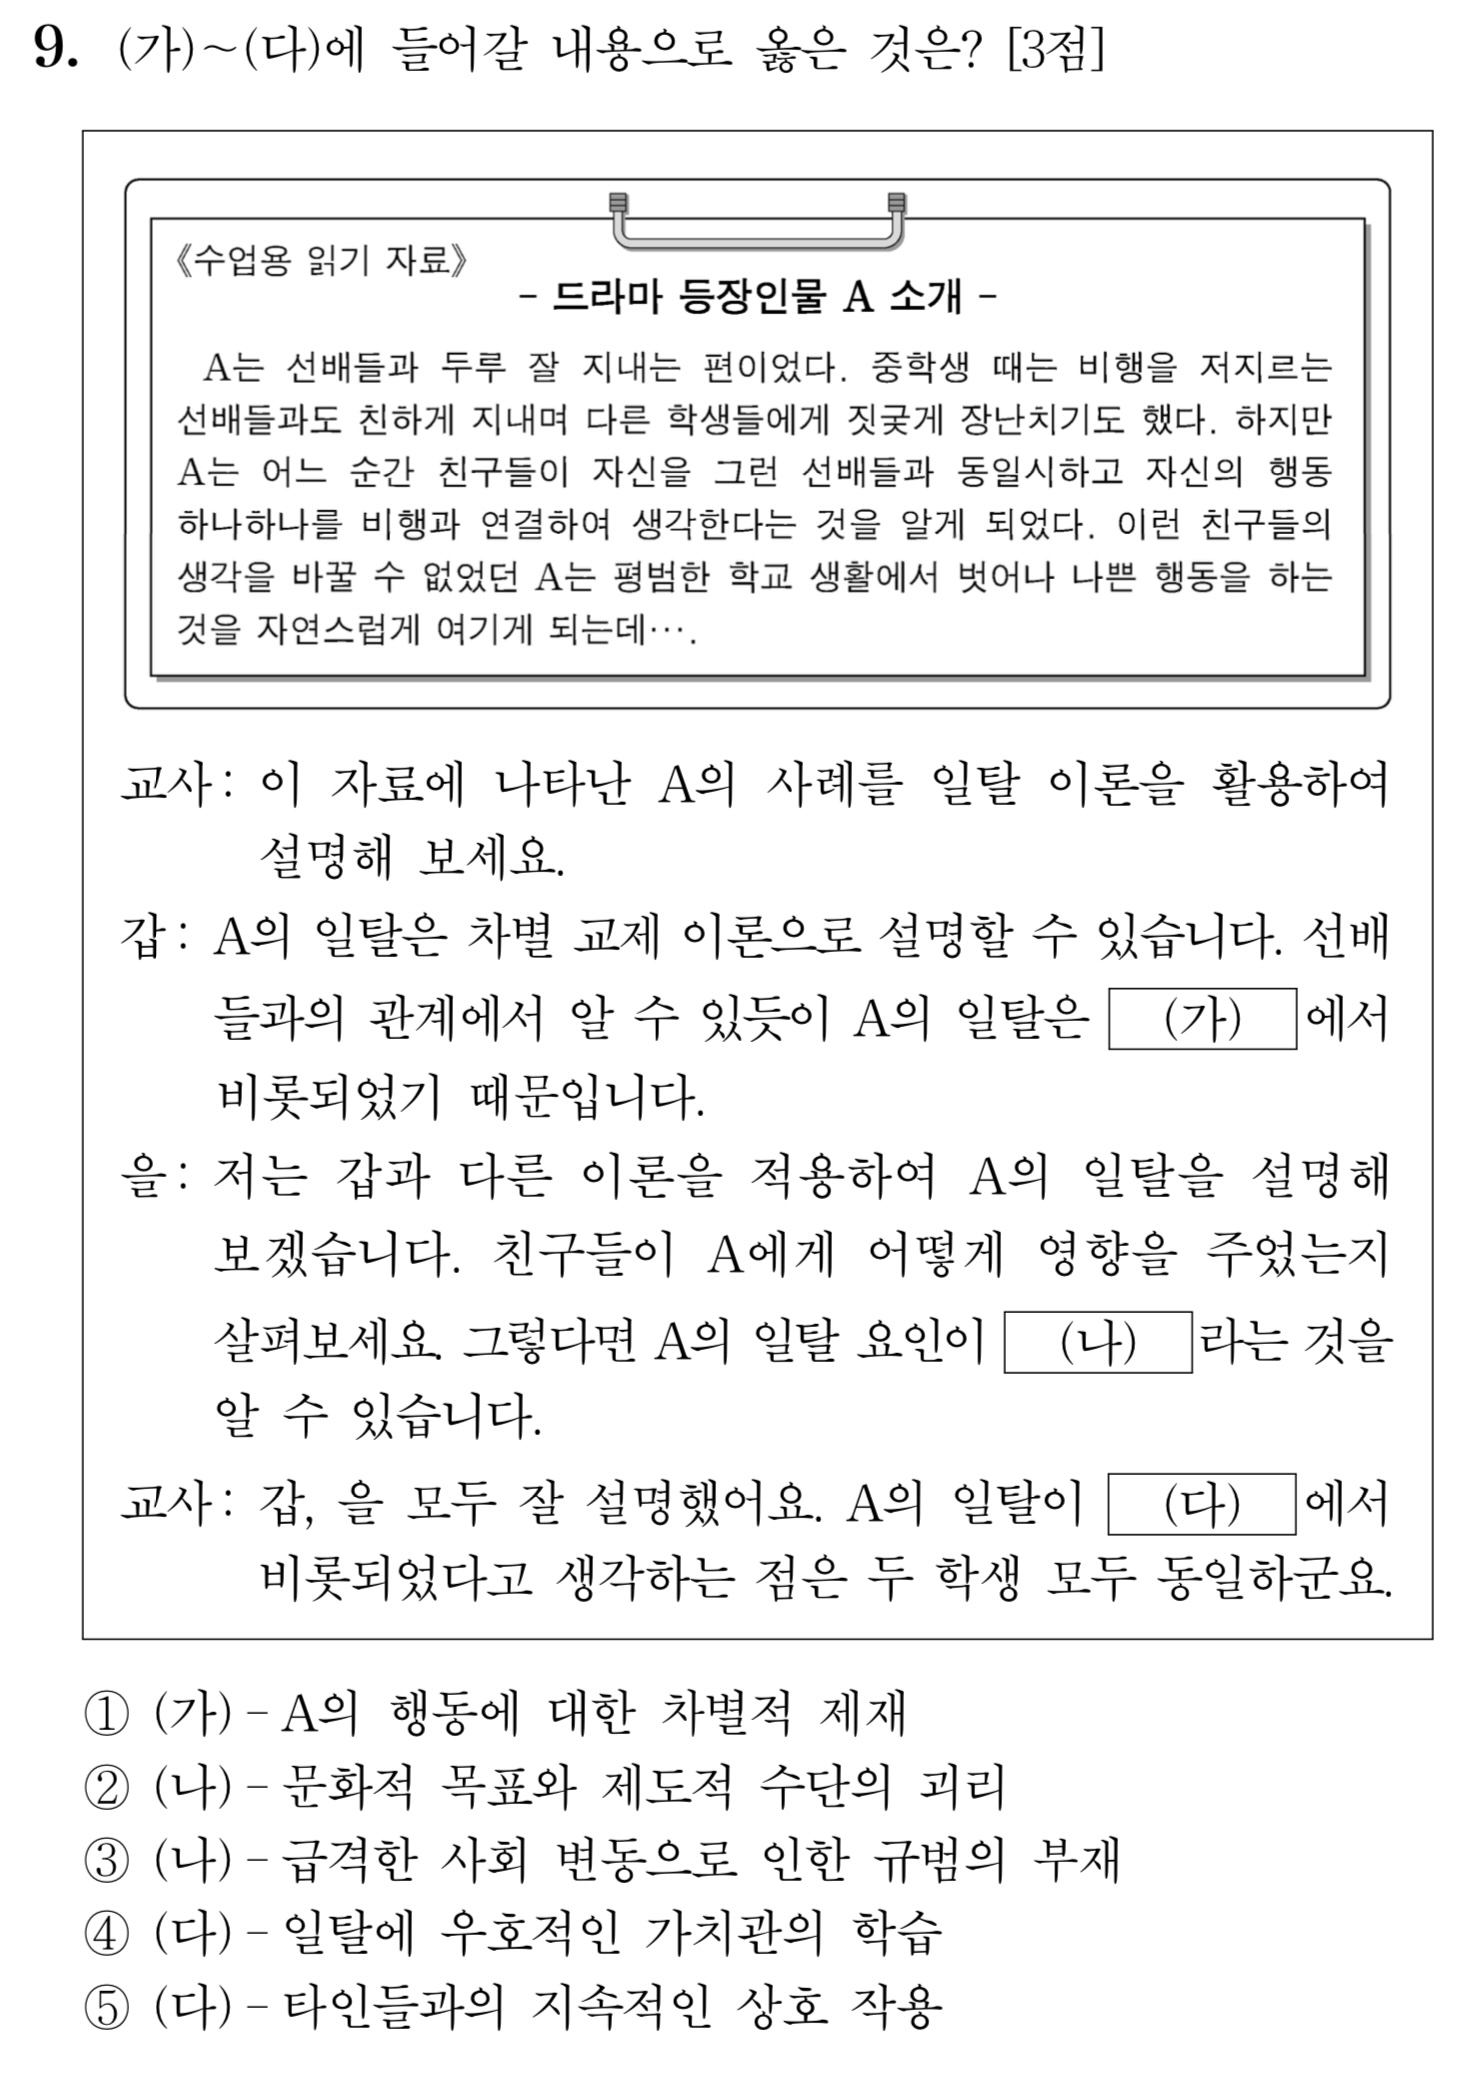 9. (가)~(다)에 들어갈 내용으로 옳은 것은? [3점]
《수업용 읽기 자료》
- 드라마 등장인물 A 소개 -
A는 선배들과 두루 잘 지내는 편이었다. 중학생 때는 비행을 저지르는
선배들과도 친하게 지내며 다른 학생들에게 짓궂게 장난치기도 했다. 하지만
A는 어느 순간 친구들이 자신을 그런 선배들과 동일시하고 자신의 행동
하나하나를 비행과 연결하여 생각한다는 것을 알게 되었다. 이런 친구들의
생각을 바꿀 수 없었던 A는 평범한 학교 생활에서 벗어나 나쁜 행동을 하는
것을 자연스럽게 여기게 되는데….
교사: 이 자료에 나타난 A의 사례를 일탈 이론을 활용하여
설명해 보세요.
갑: A의 일탈은 차별 교제 이론으로 설명할 수 있습니다. 선배
들과의 관계에서 알 수 있듯이 A의 일탈은 (가) 에서
비롯되었기 때문입니다.
을: 저는 갑과 다른 이론을 적용하여 A의 일탈을 설명해
보겠습니다. 친구들이 A에게 어떻게 영향을 주었는지
살펴보세요. 그렇다면 A의 일탈 요인이 (나) 라는 것을
알 수 있습니다.
교사: 갑, 을 모두 잘 설명했어요. A의 일탈이 (다) 에서
비롯되었다고 생각하는 점은 두 학생 모두 동일하군요.
① (가) - A의 행동에 대한 차별적 제재
② (나) - 문화적 목표와 제도적 수단의 괴리
③ (나) - 급격한 사회 변동으로 인한 규범의 부재
④ (다) - 일탈에 우호적인 가치관의 학습
⑤ (다) - 타인들과의 지속적인 상호 작용